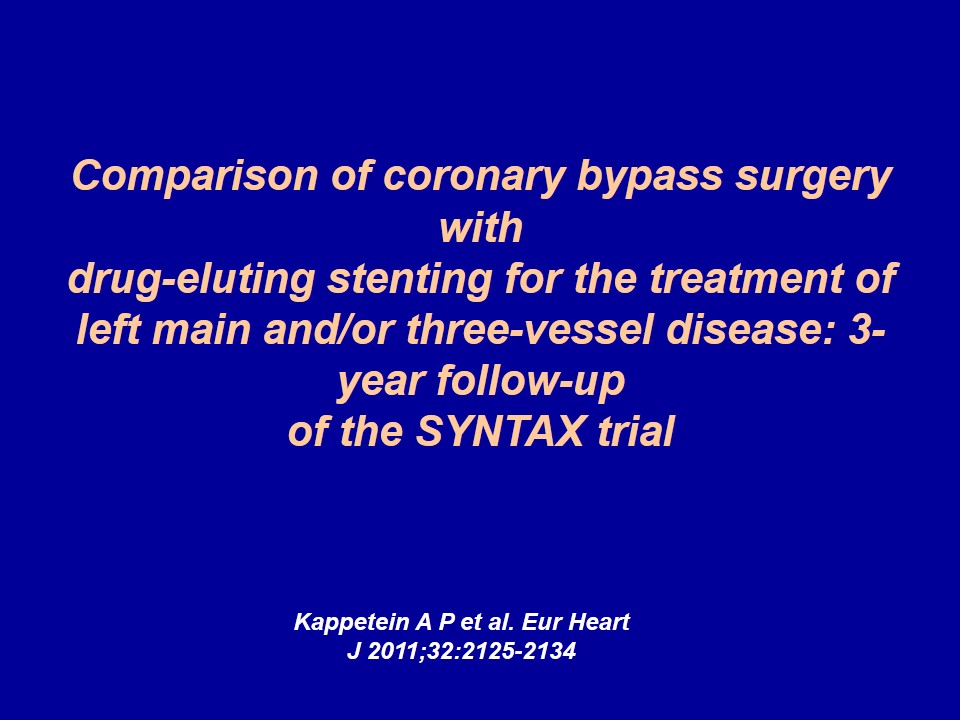 Comparison of coronary bypass surgery
with
drug-eluting stenting for the treatment of
left main and/or three-vessel disease: 3-
year follow-up
of the SYNTAX trial
Kappetein A P et al. Eur Heart
J 2011;32:2125-2134